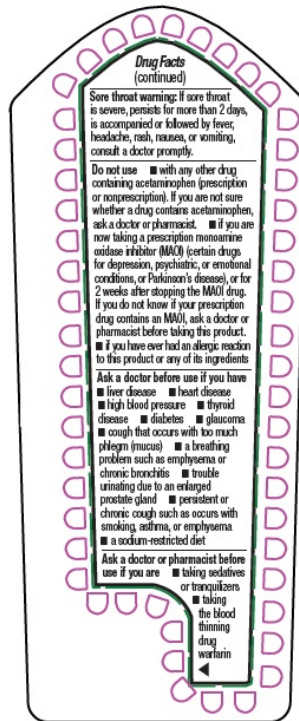 Drug Facts
(continued)
Sore throat warning: If sore throat
is severe, persists for more than 2 days,
is accompanied or followed by fever,
headache, rash, nausea, or vomiting,
consult a doctor promptly.
Do not use ■ with any other drug
containing acetaminophen (prescription
or nonprescription). If you are not sure
whether a drug contains acetaminophen,
ask a doctor or pharmacist. ■ if you are
now taking a prescription monoamine
oxidase inhibitor (MAOI) (certain drugs
for depression, psychiatric, or emotional
conditions, or Parkinson's disease), or for
2 weeks after stopping the MAOI drug.
If you do not know if your prescription
drug contains an MAOI, ask a doctor or
pharmacist before taking this product.
■ if you have ever had an allergic reaction
to this product or any of its ingredients
Ask a doctor before use if you have
■ liver disease ■ heart disease
■ high blood pressure ■ thyroid
disease ■ diabetes ■ glaucoma
■ cough that occurs with too much
phlegm (mucus) ■ a breathing
problem such as emphysema or
chronic bronchitis ■ trouble
urinating due to an enlarged
prostate gland ■ persistent or
chronic cough such as occurs with
smoking, asthma, or emphysema
■ a sodium-restricted diet
Ask a doctor or pharmacist before
use if you are ■ taking sedatives
or tranquilizers
■ taking
the blood
thinning
drug
warfarin